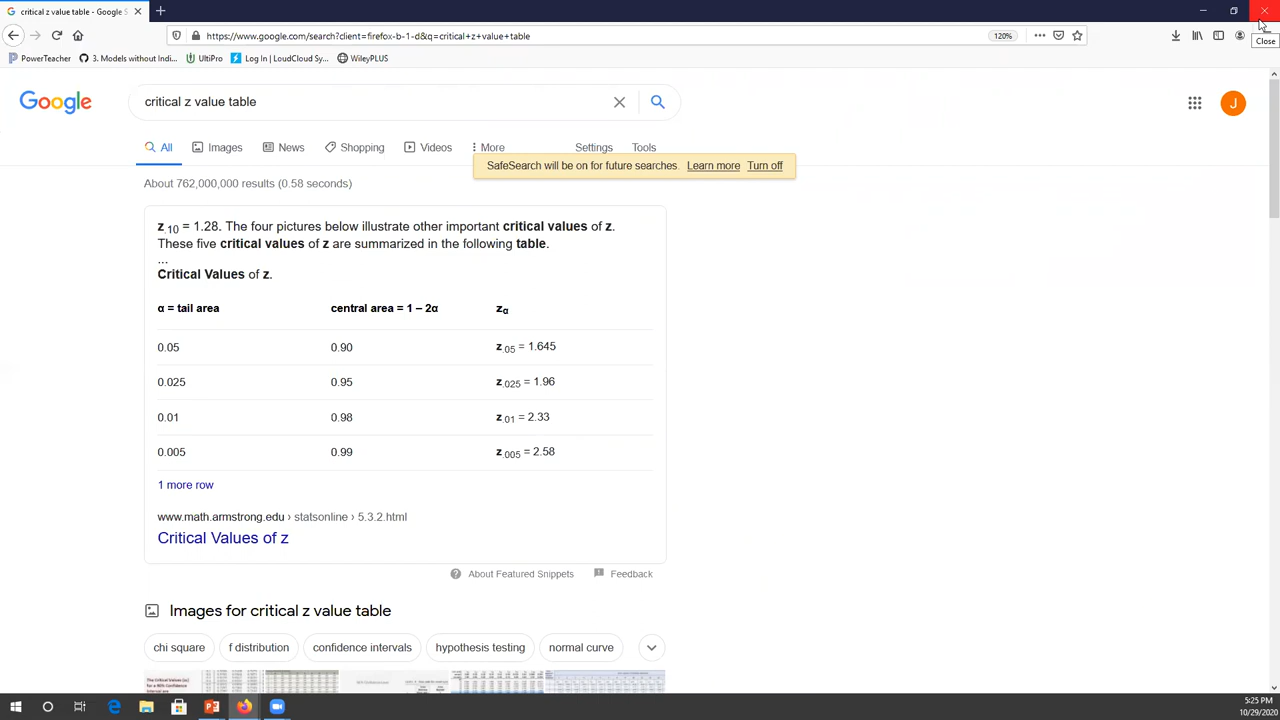 critical z value table - Google S
https://www.google.com/search?client=firefox-b-1-d&q=critical+z+value+table
120%
Close
PowerTeacher
3. Models without Indi...
UltiPro
Log In | LoudCloud Sy...
WileyPLUS
Google
critical z value table
J
All
Images
News
Shopping
Videos
More
Settings
Tools
SafeSearch will be on for future searches. Learn more Turn off
About 762,000,000 results (0.58 seconds)
z.10 = 1.28. The four pictures below illustrate other important critical values of z.
These five critical values of z are summarized in the following table.
...
Critical Values of z.
α = tail area central area = 1 – 2α zα
0.05 0.90 z.05 = 1.645
0.025 0.95 z.025 = 1.96
0.01 0.98 z.01 = 2.33
0.005 0.99 z.005 = 2.58
1 more row
www.math.armstrong.edu › statsonline › 5.3.2.html
Critical Values of z
About Featured Snippets
Feedback
Images for critical z value table
chi square
f distribution
confidence intervals
hypothesis testing
normal curve
5:25 PM
10/29/2020